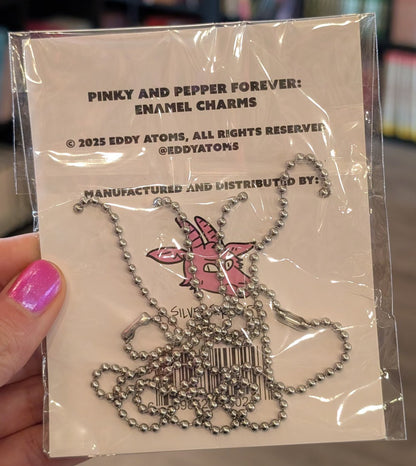 PINKY AND PEPPER FOREVER:
ENAMEL CHARMS
© 2025 EDDY ATOMS, ALL RIGHTS RESERVED
@EDDYATOMS
MANUFACTURED AND DISTRIBUTED BY: